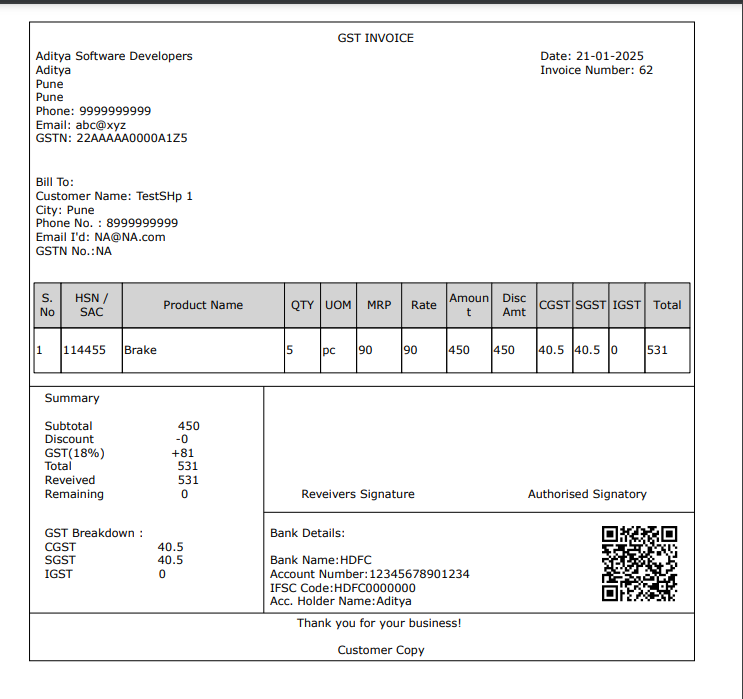 GST INVOICE
Aditya Software Developers
Date: 21-01-2025
Aditya
Invoice Number: 62
Pune
Pune
Phone: 9999999999
Email: abc@xyz
GSTN: 22AAAAA0000A1Z5
Bill To:
Customer Name: TestSHp 1
City: Pune
Phone No. : 8999999999
Email I'd: NA@NA.com
GSTN No.:NA
S. No HSN / SAC Product Name QTY UOM MRP Rate Amount Disc Amt CGST SGST IGST Total
1 114455 Brake 5 pc 90 90 450 450 40.5 40.5 0 531
Summary
Subtotal 450
Discount -0
GST(18%) +81
Total 531
Reveived 531
Remaining 0
Reveivers Signature
Authorised Signatory
GST Breakdown :
CGST 40.5
SGST 40.5
IGST 0
Bank Details:
Bank Name:HDFC
Account Number:12345678901234
IFSC Code:HDFC0000000
Acc. Holder Name:Aditya
Thank you for your business!
Customer Copy